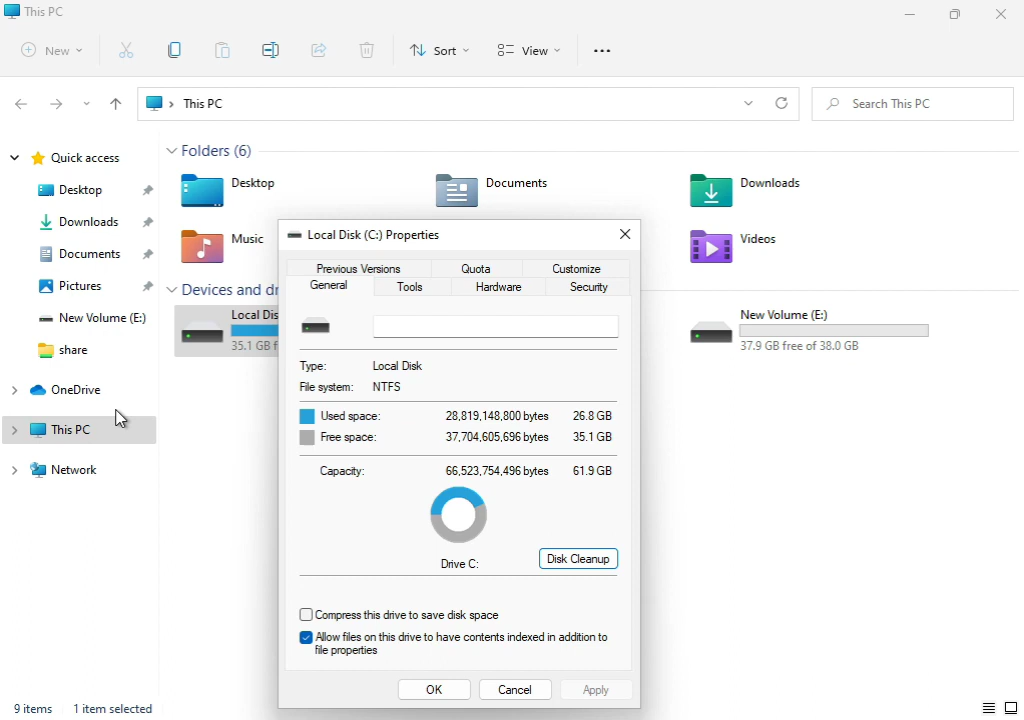 This PC
New
Sort
View
This PC
Search This PC
Quick access
Desktop
Downloads
Documents
Pictures
New Volume (E:)
share
OneDrive
This PC
Network
Folders (6)
Desktop
Documents
Downloads
Music
Videos
Devices and dr
Local Dis
35.1 GB f
New Volume (E:)
37.9 GB free of 38.0 GB
Local Disk (C:) Properties
Previous Versions Quota Customize
General Tools Hardware Security
Type: Local Disk
File system: NTFS
Used space: 28,819,148,800 bytes 26.8 GB
Free space: 37,704,605,696 bytes 35.1 GB
Capacity: 66,523,754,496 bytes 61.9 GB
Drive C:
Disk Cleanup
Compress this drive to save disk space
Allow files on this drive to have contents indexed in addition to
file properties
OK Cancel Apply
9 items 1 item selected